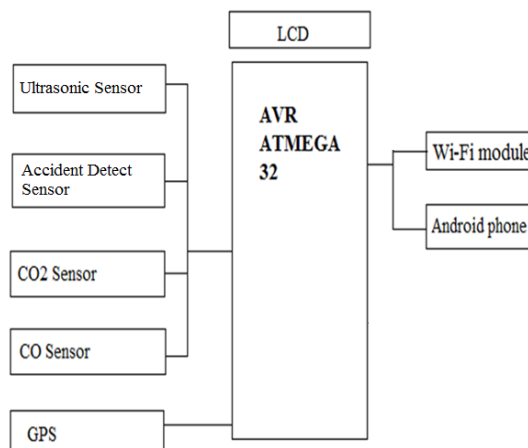 LCD
Ultrasonic Sensor
AVR
ATMEGA
32
Accident Detect
Sensor
Wi-Fi module
Android phone
CO2 Sensor
CO Sensor
GPS